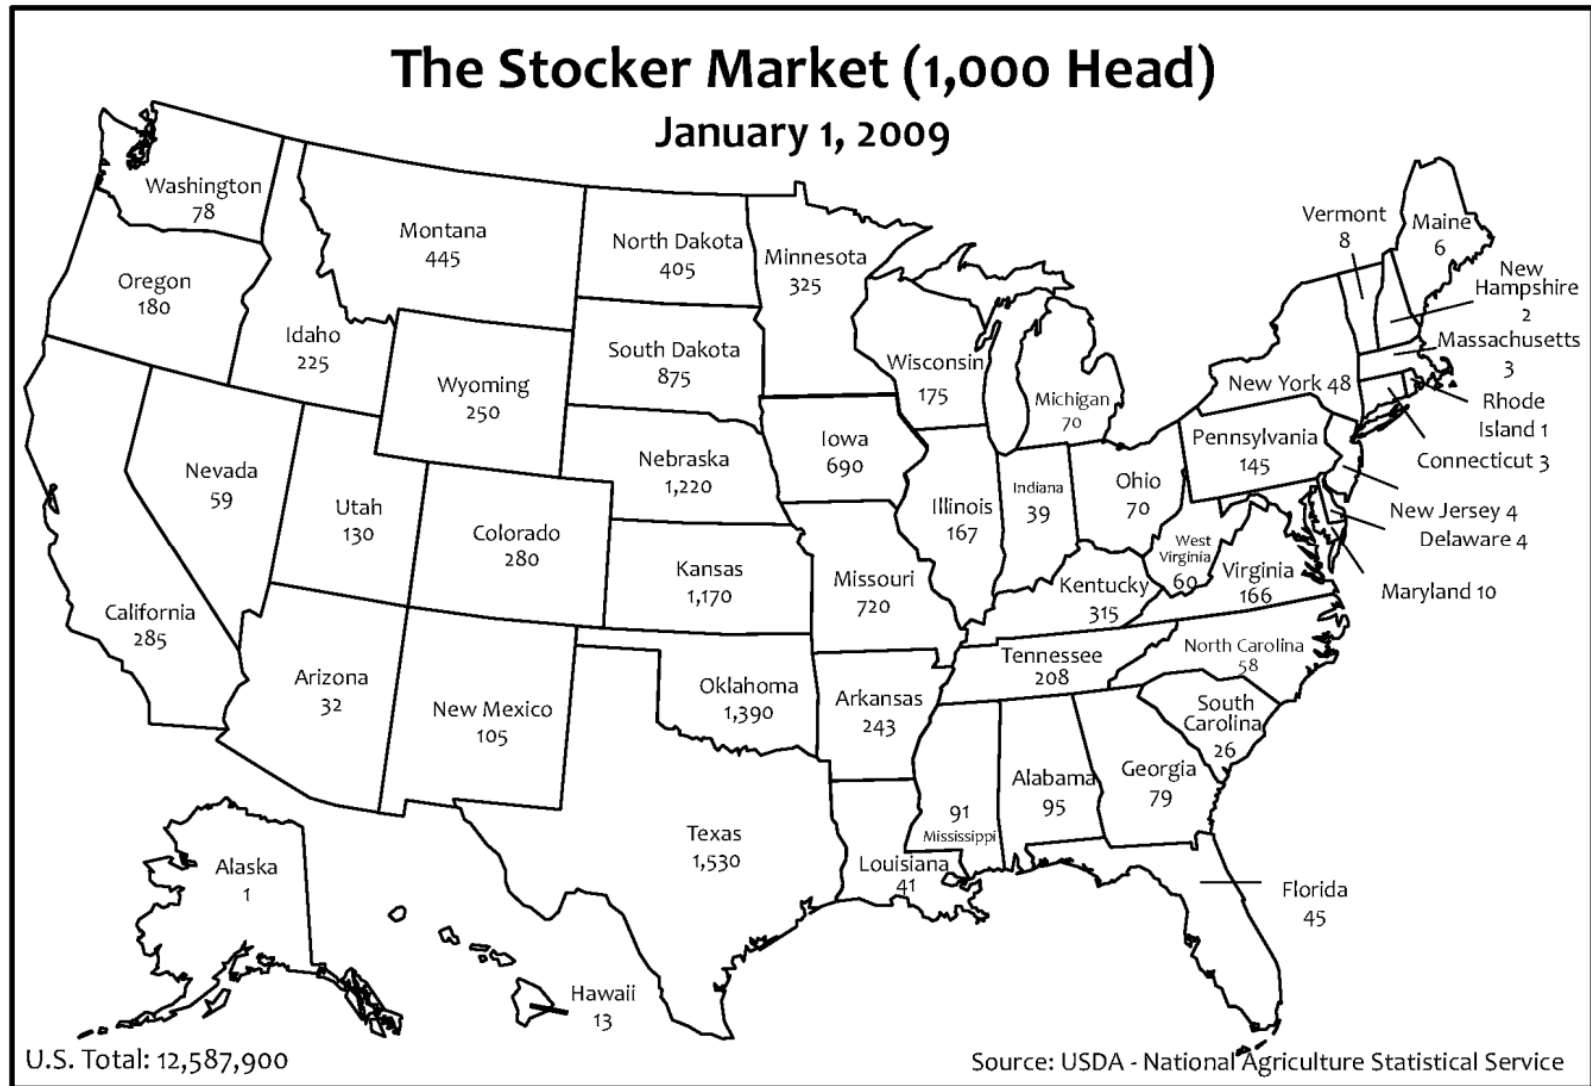 The Stocker Market (1,000 Head)
January 1, 2009
Washington
78
Oregon
180
California
285
Nevada
59
Idaho
225
Montana
445
Wyoming
250
Utah
130
Colorado
280
Arizona
32
New Mexico
105
North Dakota
405
South Dakota
875
Nebraska
1,220
Kansas
1,170
Oklahoma
1,390
Texas
1,530
Minnesota
325
Iowa
690
Missouri
720
Arkansas
243
Louisiana
41
Wisconsin
175
Illinois
167
Michigan
70
Indiana
39
Ohio
70
Kentucky
315
Tennessee
208
91
Mississippi
Alabama
95
Georgia
79
Florida
45
South
Carolina
26
North Carolina
58
Virginia
166
West
Virginia
60
Pennsylvania
145
New York 48
Vermont
8
Maine
6
New
Hampshire
2
Massachusetts
3
Rhode
Island 1
Connecticut 3
New Jersey 4
Delaware 4
Maryland 10
Alaska
1
Hawaii
13
U.S. Total: 12,587,900
Source: USDA - National Agriculture Statistical Service